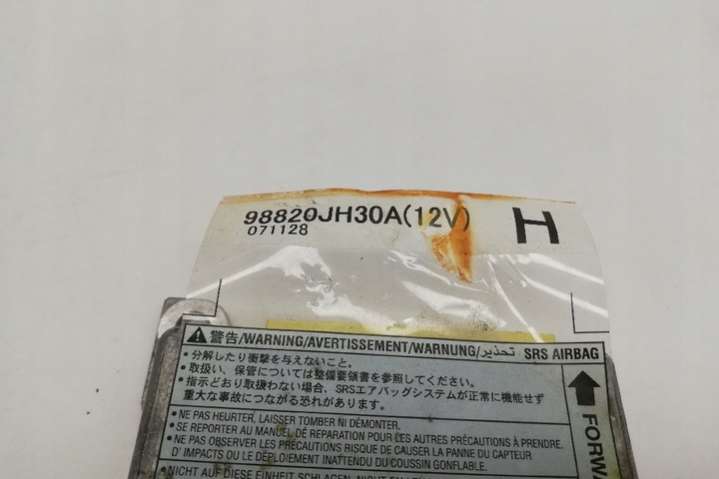 98820JH30A(12V) H
071128
警告/WARNING/AVERTISSEMENT/WARNUNG/تحذير SRS AIRBAG
・分解したり衝撃を与えないこと。
・取扱い、保管については整備要領書を参照してください。
・指示どおり取扱わない場合、SRSエアバッグシステムが正常に機能せず
重大な事故につながる恐れがあります。
• NE PAS HEURTER, LAISSER TOMBER NI DÉMONTER.
• SE REPORTER AU MANUEL DE RÉPARATION POUR LES AUTRES PRÉCAUTIONS À PRENDRE.
• NE PAS OBSERVER LES PRÉCAUTIONS RISQUE DE CAUSER LA PANNE DU CAPTEUR
D'IMPACTS OU LE DÉPLOIEMENT INATTENDU DU COUSSIN GONFLABLE.
• NICHT AUF DIESE EINHEIT SCHLAGEN, NICHT
FORWA